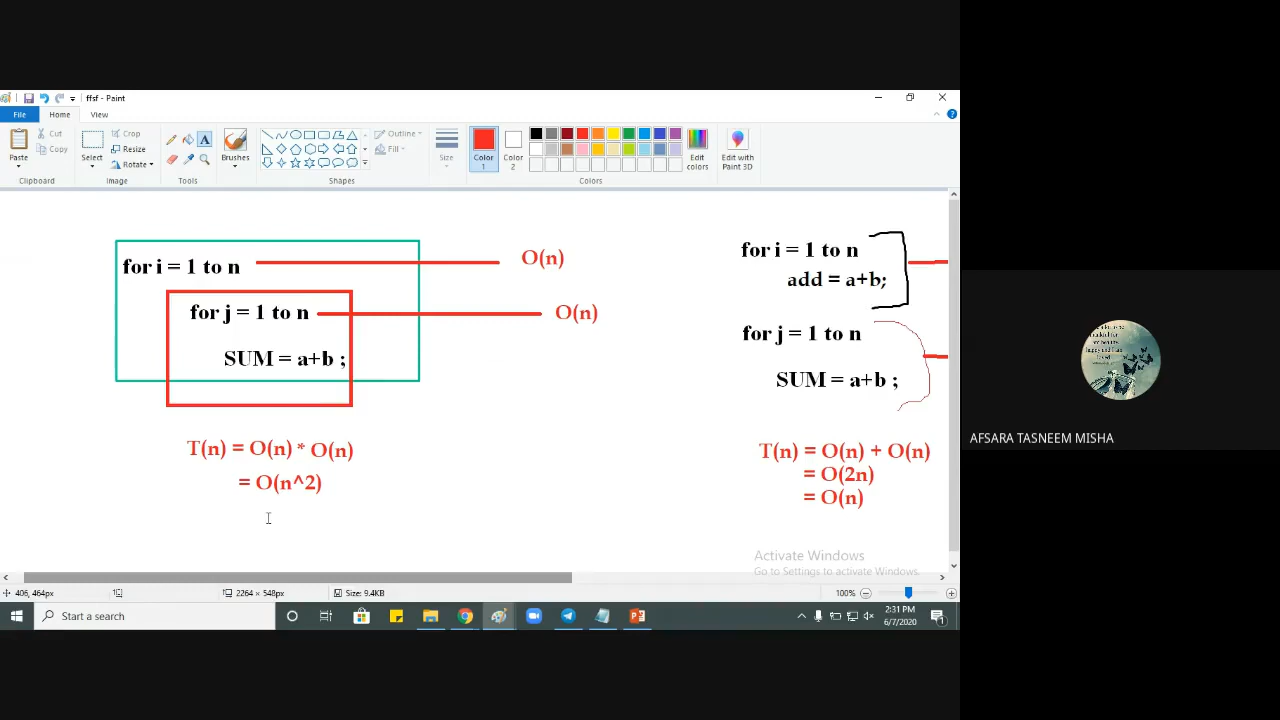 ffsf - Paint
File
Home
View
Paste
Cut
Copy
Clipboard
Select
Crop
Resize
Rotate
Image
Tools
Brushes
Shapes
Outline
Fill
Size
Color 1
Color 2
Colors
Edit colors
Edit with Paint 3D
for i = 1 to n
O(n)
for j = 1 to n
O(n)
SUM = a+b ;
T(n) = O(n) * O(n)
= O(n^2)
for i = 1 to n
add = a+b;
for j = 1 to n
SUM = a+b ;
T(n) = O(n) + O(n)
= O(2n)
= O(n)
Activate Windows
Go to Settings to activate Windows.
406, 464px
2264 × 548px
Size: 9.4KB
100%
Start a search
2:31 PM
6/7/2020
AFSARA TASNEEM MISHA